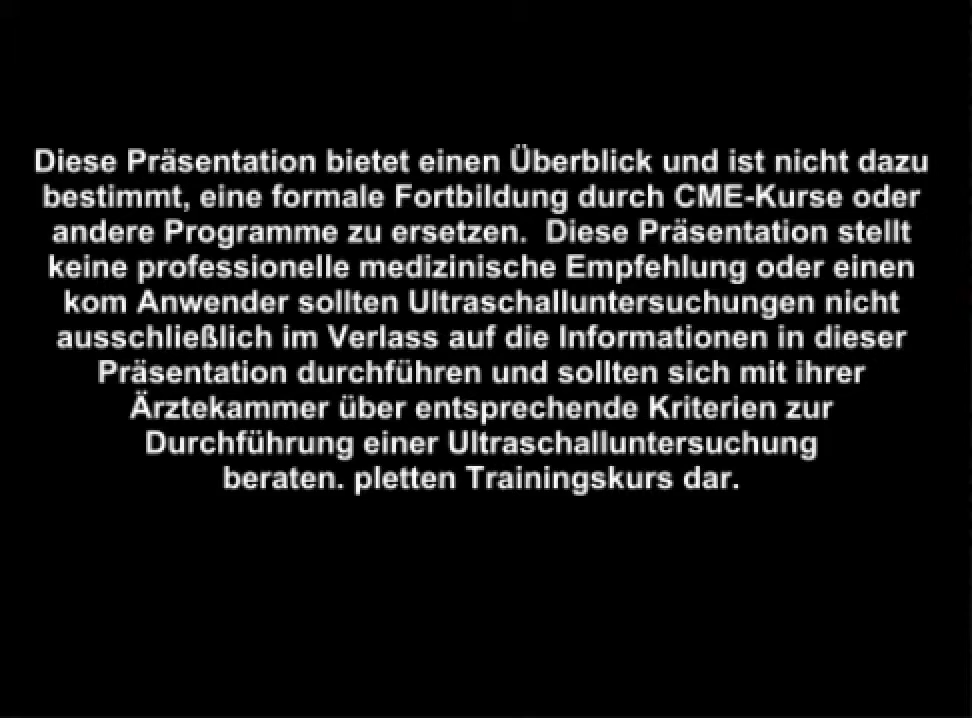 Diese Präsentation bietet einen Überblick und ist nicht dazu
bestimmt, eine formale Fortbildung durch CME-Kurse oder
andere Programme zu ersetzen.  Diese Präsentation stellt
keine professionelle medizinische Empfehlung oder einen
kom Anwender sollten Ultraschalluntersuchungen nicht
ausschließlich im Verlass auf die Informationen in dieser
Präsentation durchführen und sollten sich mit ihrer
Ärztekammer über entsprechende Kriterien zur
Durchführung einer Ultraschalluntersuchung
beraten. pletten Trainingskurs dar.